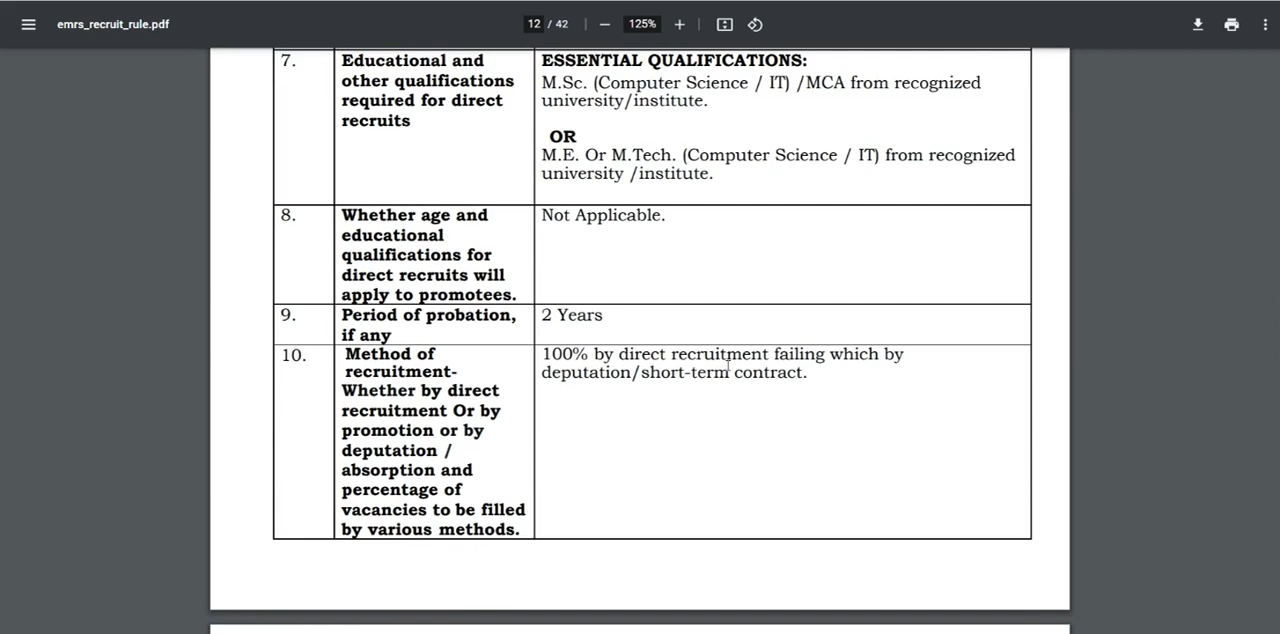 emrs_recruit_rule.pdf
12 / 42
125%
7.
Educational and
other qualifications
required for direct
recruits
ESSENTIAL QUALIFICATIONS:
M.Sc. (Computer Science / IT) /MCA from recognized
university/institute.
OR
M.E. Or M.Tech. (Computer Science / IT) from recognized
university /institute.
8.
Whether age and
educational
qualifications for
direct recruits will
apply to promotees.
Not Applicable.
9.
Period of probation,
if any
2 Years
10.
Method of
recruitment-
Whether by direct
recruitment Or by
promotion or by
deputation /
absorption and
percentage of
vacancies to be filled
by various methods.
100% by direct recruitment failing which by
deputation/short-term contract.